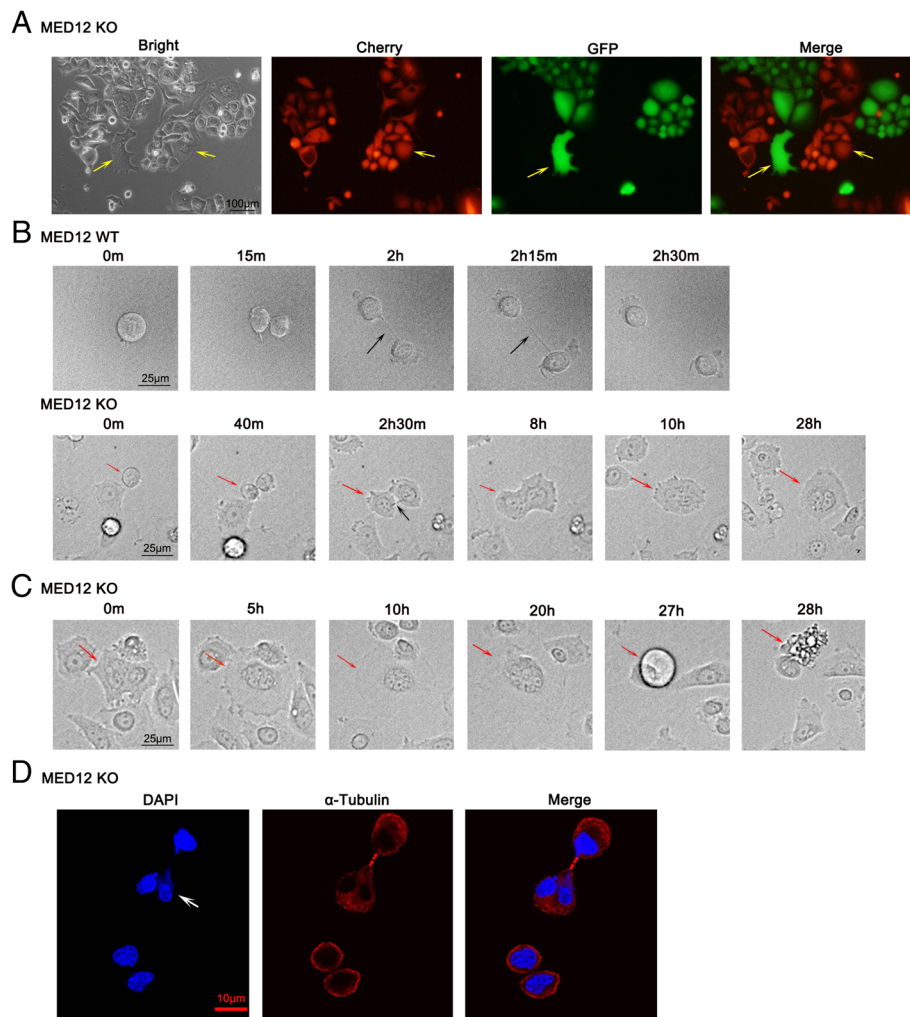 A MED12 KO
Bright Cherry GFP Merge
100μm
B MED12 WT
0m 15m 2h 2h15m 2h30m
25μm
MED12 KO
0m 40m 2h30m 8h 10h 28h
25μm
C MED12 KO
0m 5h 10h 20h 27h 28h
25μm
D MED12 KO
DAPI α-Tubulin Merge
10μm